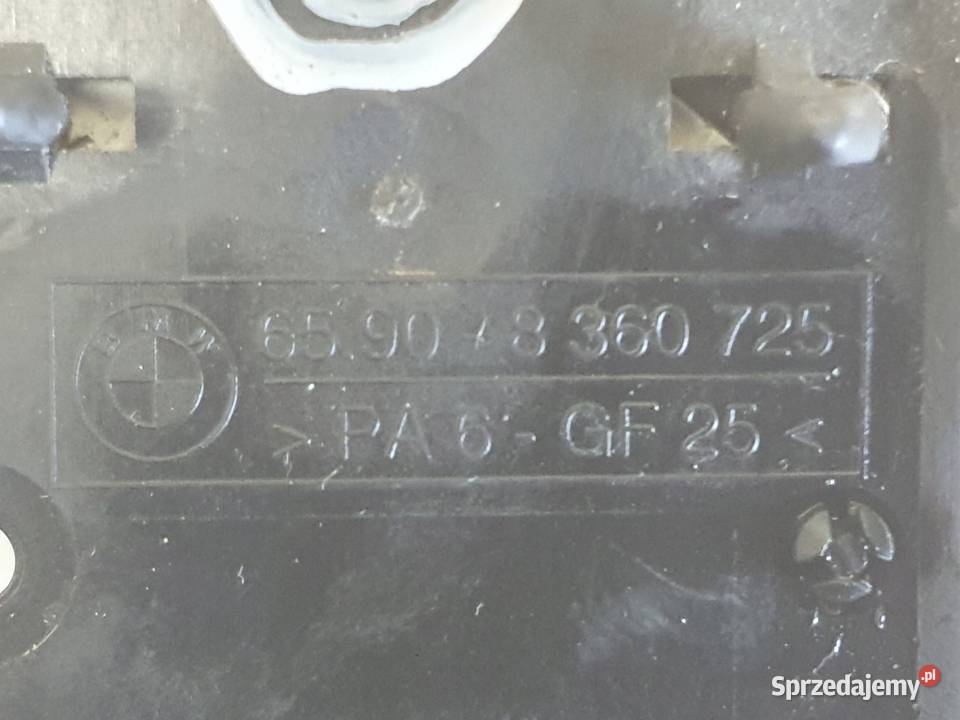 BMW
65.90 - 8 360 725
> PA 6 - GF 25 <
Sprzedajemy.pl